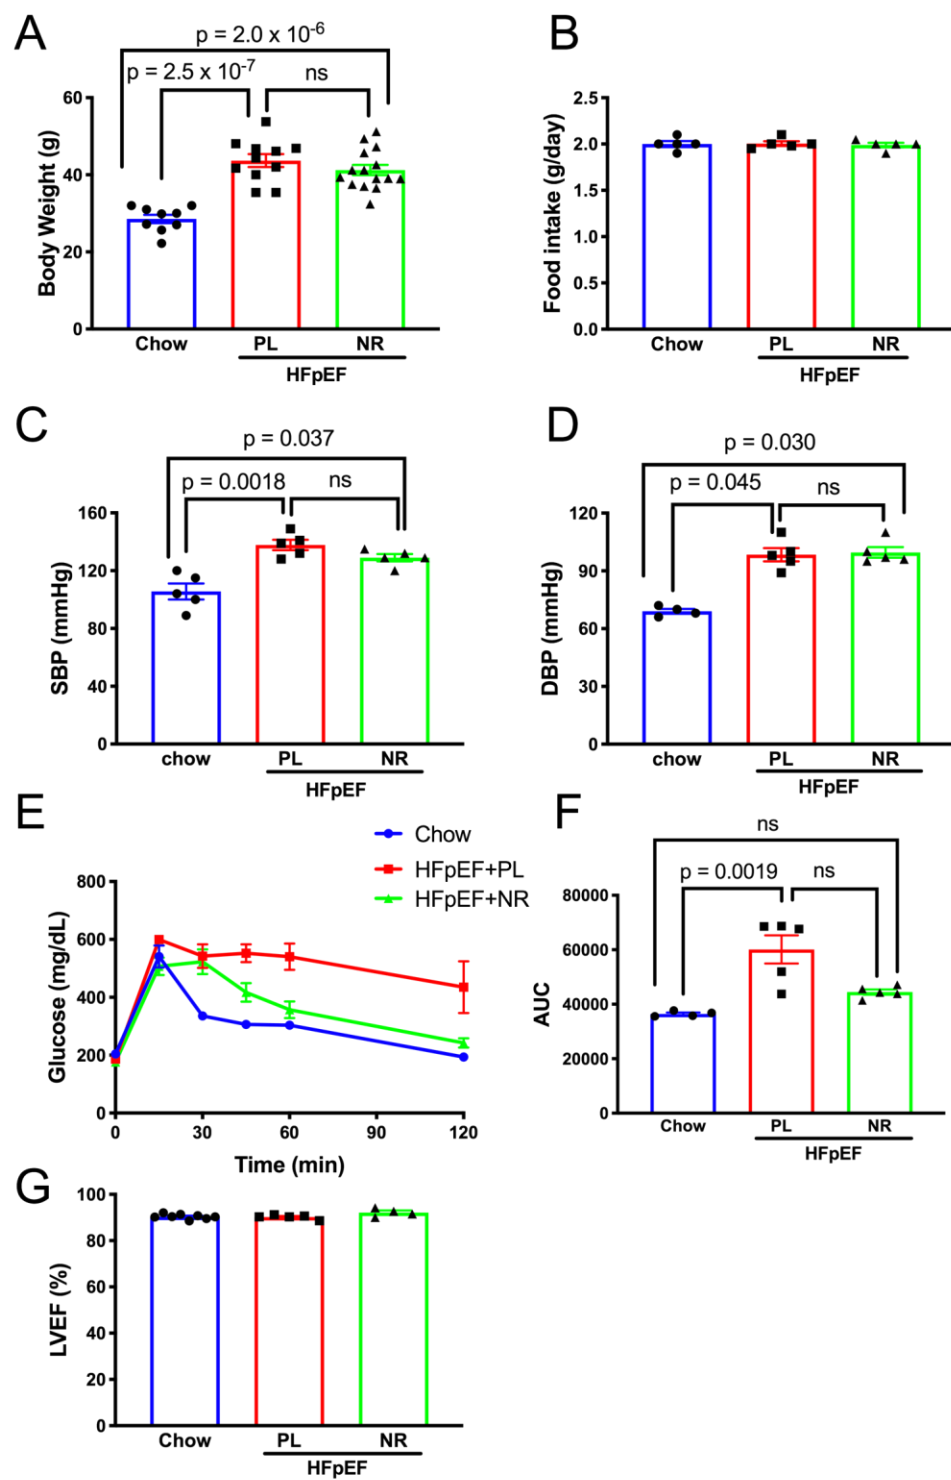 A
p = 2.0 x 10-6
p = 2.5 x 10-7
ns
Body Weight (g)
60
40
20
0
Chow
PL
NR
HFpEF
B
Food intake (g/day)
2.5
2.0
1.5
1.0
0.5
0.0
Chow
PL
NR
HFpEF
C
p = 0.037
p = 0.0018
ns
SBP (mmHg)
160
120
80
40
0
chow
PL
NR
HFpEF
D
p = 0.030
p = 0.045
ns
DBP (mmHg)
120
90
60
30
0
chow
PL
NR
HFpEF
E
Chow
HFpEF+PL
HFpEF+NR
Glucose (mg/dL)
800
600
400
200
0
0 30 60 90 120
Time (min)
F
ns
p = 0.0019
ns
AUC
80000
60000
40000
20000
0
Chow
PL
NR
HFpEF
G
LVEF (%)
100
80
60
40
20
0
Chow
PL
NR
HFpEF